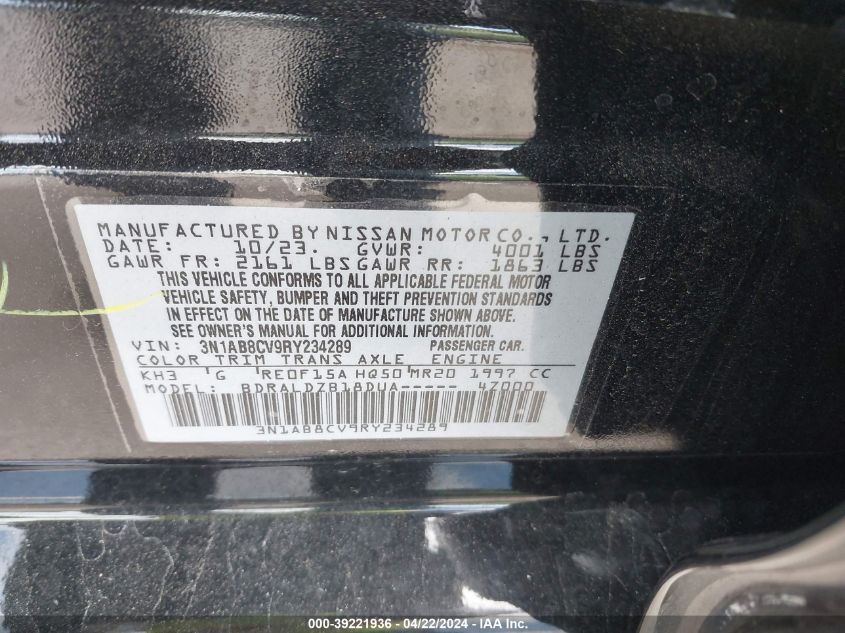 MANUFACTURED BY NISSAN MOTOR CO., LTD.
DATE: 10/23. GVWR: 4001 LBS
GAWR FR: 2161 LBS GAWR RR: 1863 LBS
THIS VEHICLE CONFORMS TO ALL APPLICABLE FEDERAL MOTOR
VEHICLE SAFETY, BUMPER AND THEFT PREVENTION STANDARDS
IN EFFECT ON THE DATE OF MANUFACTURE SHOWN ABOVE.
SEE OWNER'S MANUAL FOR ADDITIONAL INFORMATION.
VIN: 3N1AB8CV9RY234289 PASSENGER CAR.
COLOR TRIM TRANS AXLE ENGINE
KH3 'G 'RE0F15A HQ50'MR20 1997 CC
MODEL: BDRALDZB18DUA----- 4Z000
3N1AB8CV9RY234289
000-39221936 - 04/22/2024 - IAA Inc.